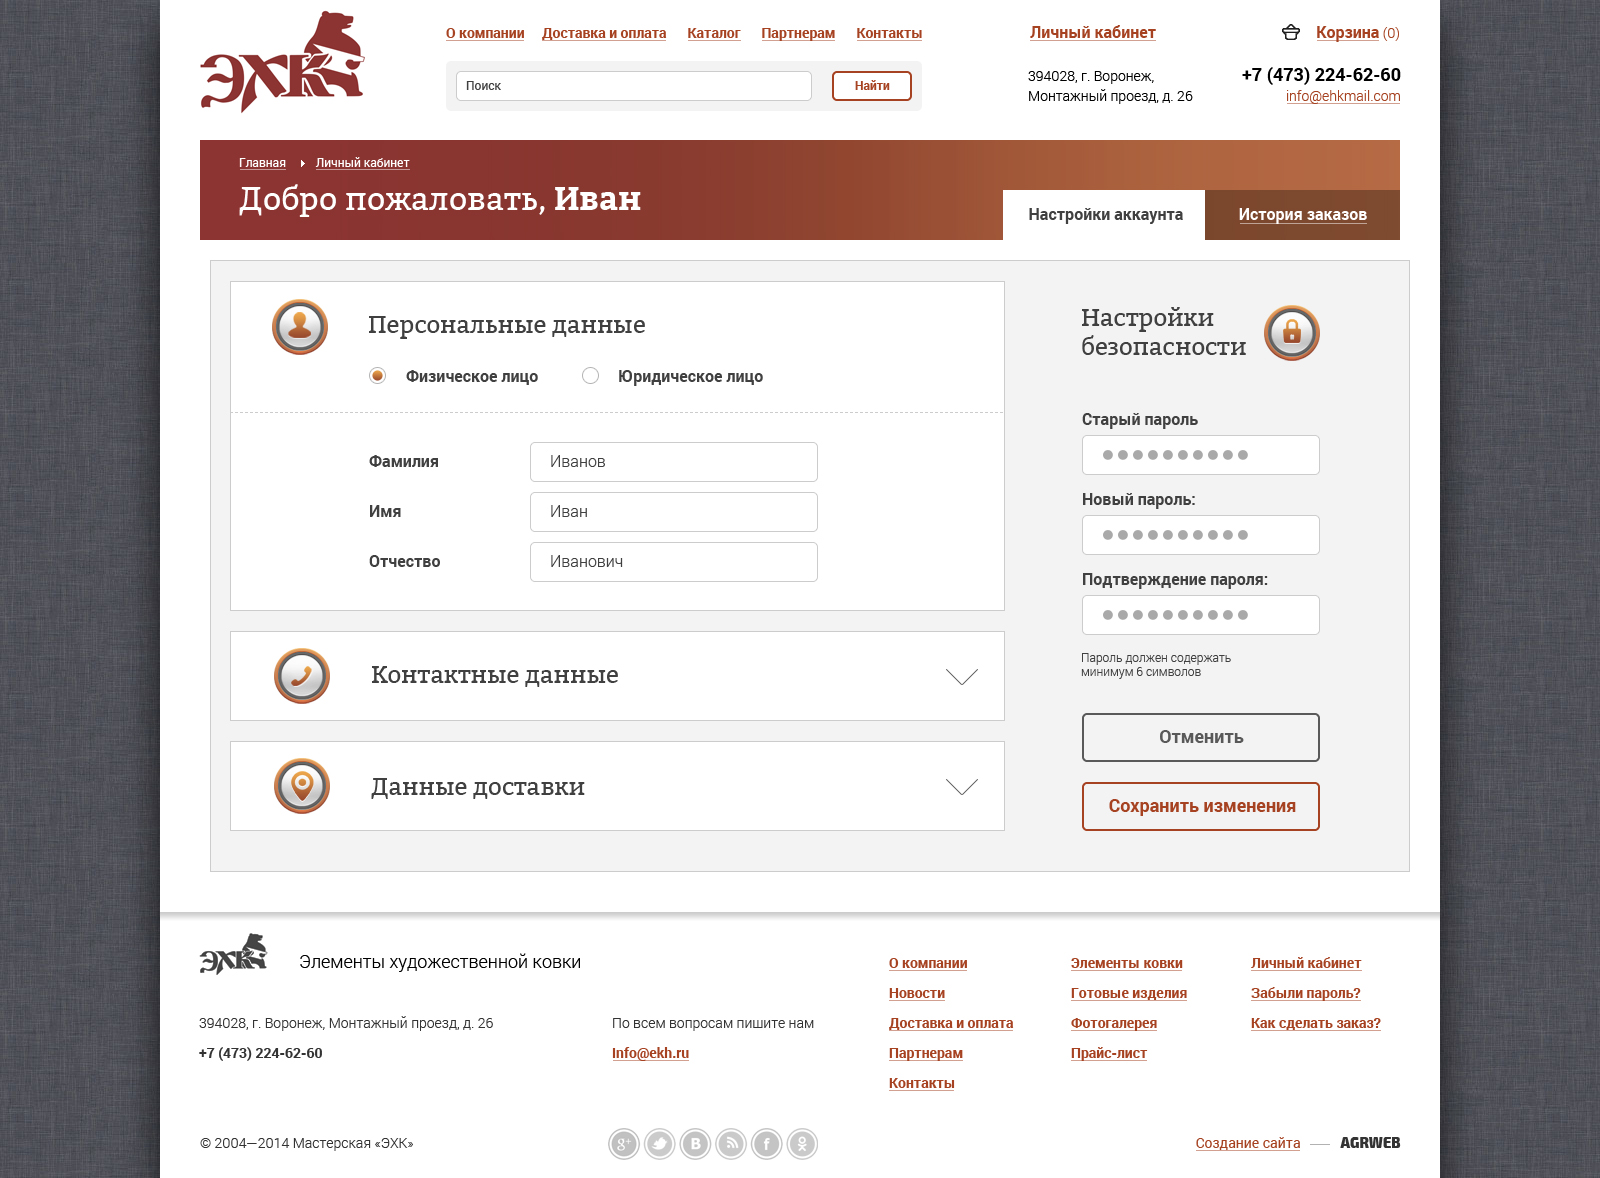 ЭХК
О компании
Доставка и оплата
Каталог
Партнерам
Контакты
Поиск
Найти
Личный кабинет
Корзина (0)
394028, г. Воронеж,
Монтажный проезд, д. 26
+7 (473) 224-62-60
info@ehkmail.com
Главная
Личный кабинет
Добро пожаловать, Иван
Настройки аккаунта
История заказов
Персональные данные
Физическое лицо
Юридическое лицо
Фамилия
Иванов
Имя
Иван
Отчество
Иванович
Контактные данные
Данные доставки
Настройки
безопасности
Старый пароль
Новый пароль:
Подтверждение пароля:
Пароль должен содержать
минимум 6 символов
Отменить
Сохранить изменения
ЭХК
Элементы художественной ковки
394028, г. Воронеж, Монтажный проезд, д. 26
+7 (473) 224-62-60
По всем вопросам пишите нам
Info@ekh.ru
О компании
Новости
Доставка и оплата
Партнерам
Контакты
Элементы ковки
Готовые изделия
Фотогалерея
Прайс-лист
Личный кабинет
Забыли пароль?
Как сделать заказ?
© 2004—2014 Мастерская «ЭХК»
Создание сайта — AGRWEB